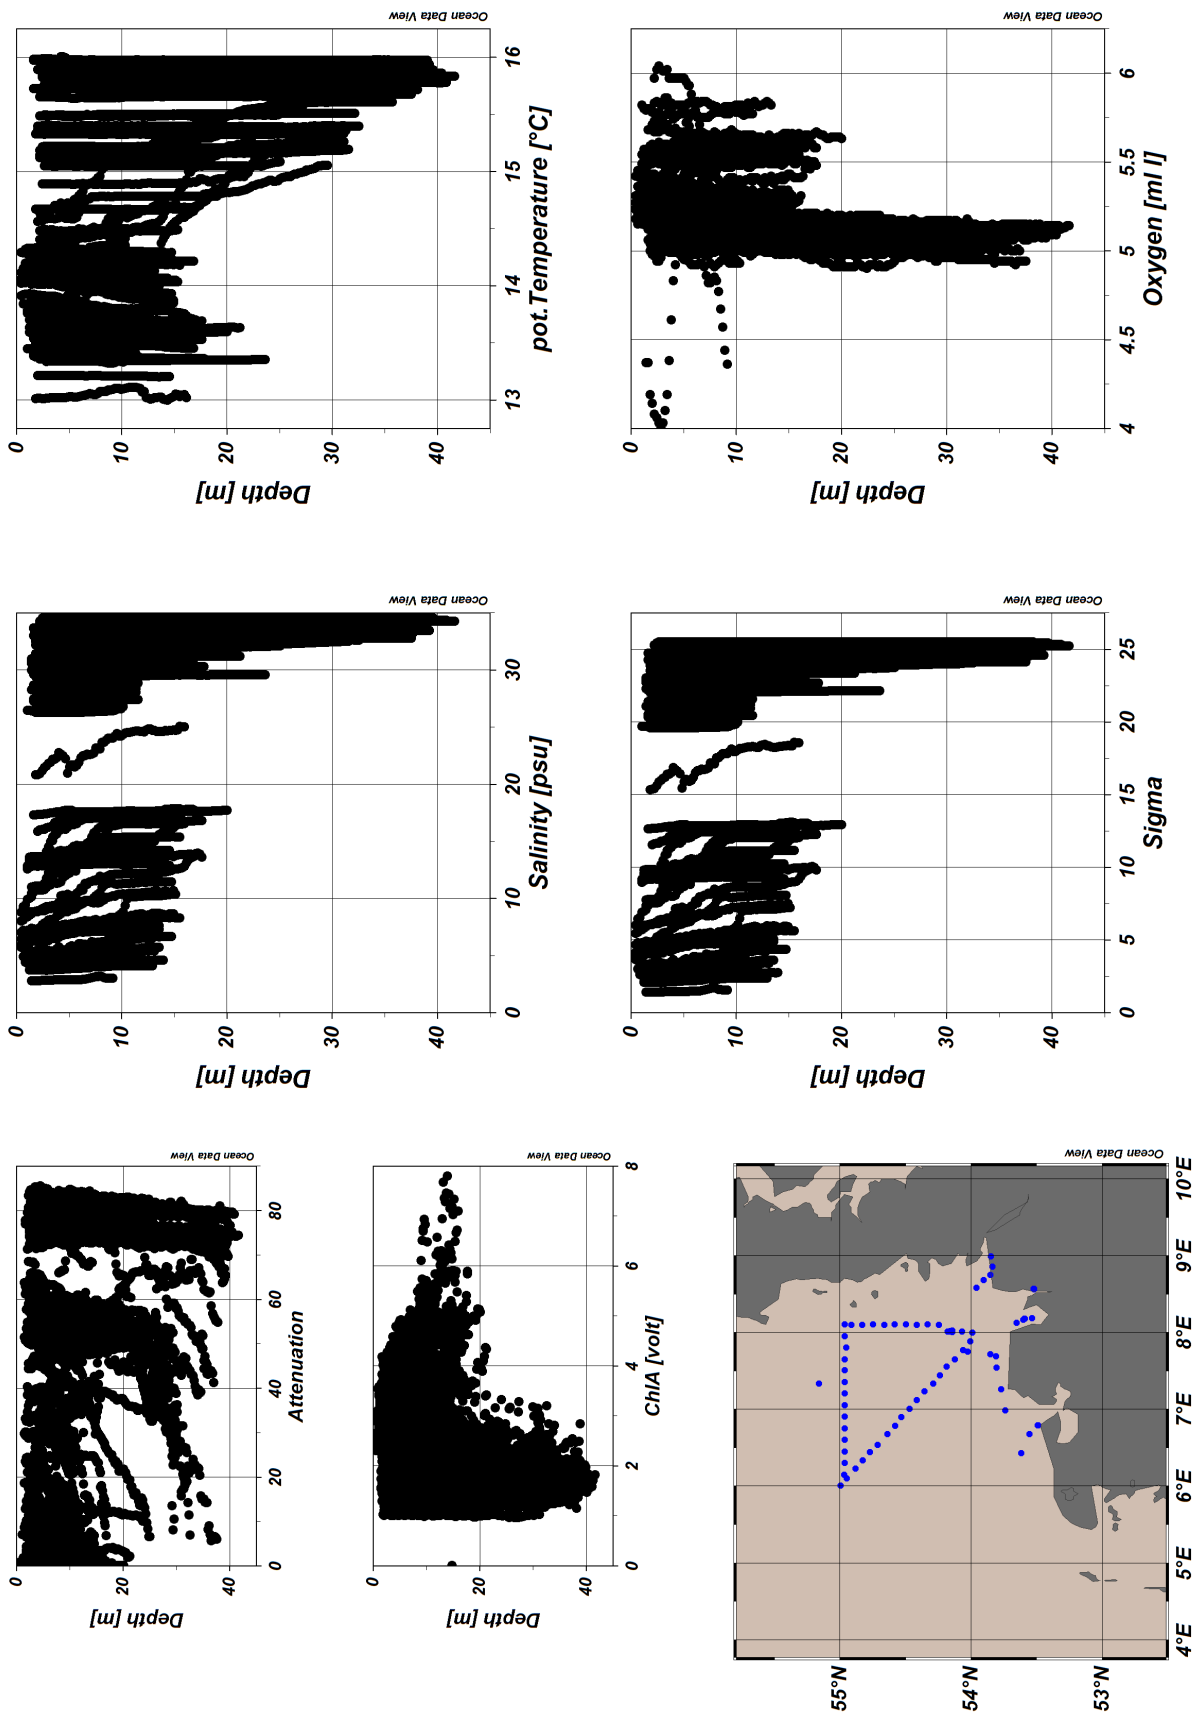 Ocean Data View
0
10
20
30
40
Depth [m]
13
14
15
16
pot.Temperature [°C]
Ocean Data View
0
10
20
30
40
Depth [m]
4
4.5
5
5.5
6
Oxygen [ml l]
Ocean Data View
0
10
20
30
40
Depth [m]
0
10
20
30
Salinity [psu]
Ocean Data View
0
10
20
30
40
Depth [m]
0
5
10
15
20
25
Sigma
Ocean Data View
0
20
40
Depth [m]
0
20
40
60
80
Attenuation
Ocean Data View
0
20
40
Depth [m]
0
2
4
6
8
ChlA [volt]
Ocean Data View
55°N
54°N
53°N
4°E
5°E
6°E
7°E
8°E
9°E
10°E